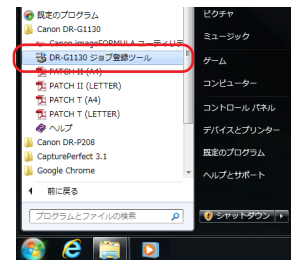 既定のプログラム
Canon DR-G1130
Canon imageFORMULA ユーティリテ
DR-G1130 ジョブ登録ツール
PATCH II (A4)
PATCH II (LETTER)
PATCH T (A4)
PATCH T (LETTER)
ヘルプ
Canon DR-P208
CapturePerfect 3.1
Google Chrome
前に戻る
プログラムとファイルの検索
ピクチャ
ミュージック
ゲーム
コンピューター
コントロール パネル
デバイスとプリンター
既定のプログラム
ヘルプとサポート
シャットダウン